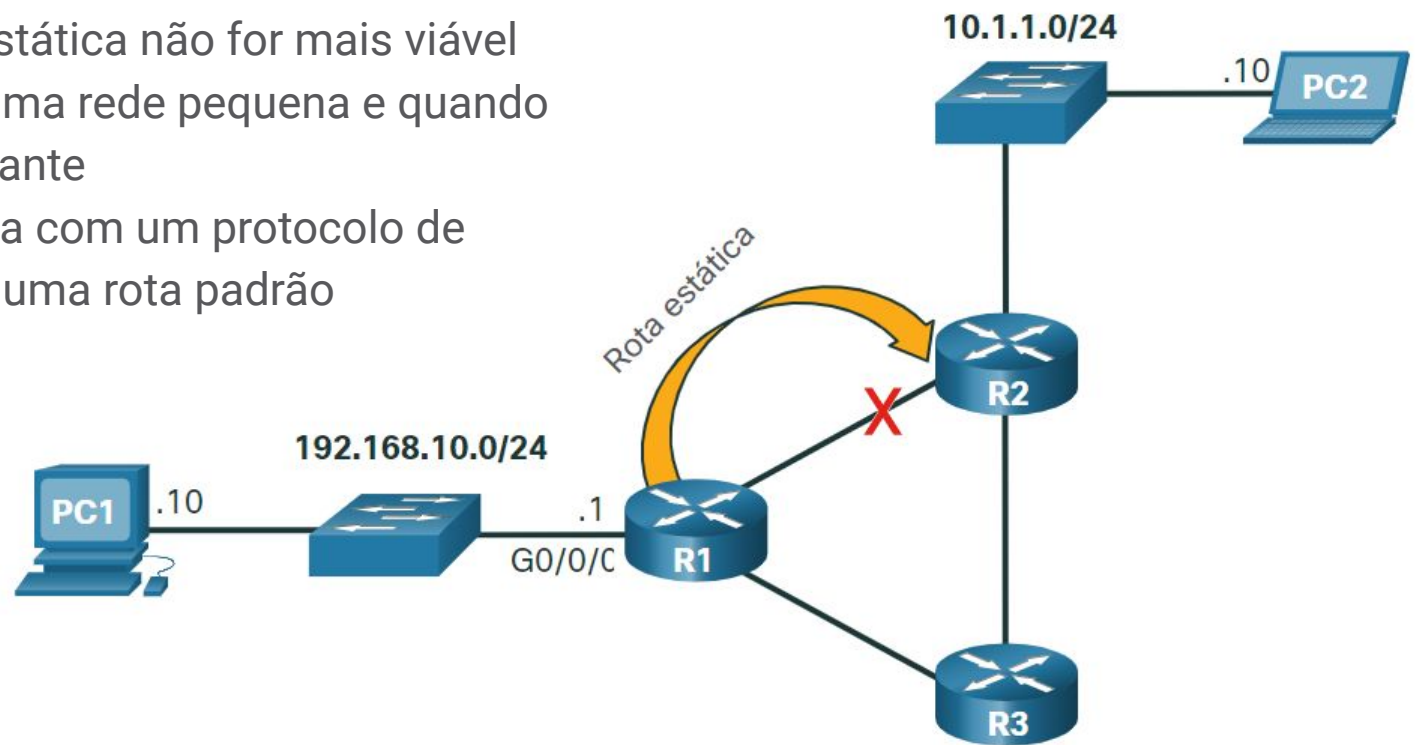 stática não for mais viável
ma rede pequena e quando
ante
a com um protocolo de
uma rota padrão
10.1.1.0/24
.10
PC2
Rota estática
R2
X
192.168.10.0/24
PC1
.10
.1
G0/0/0
R1
R3